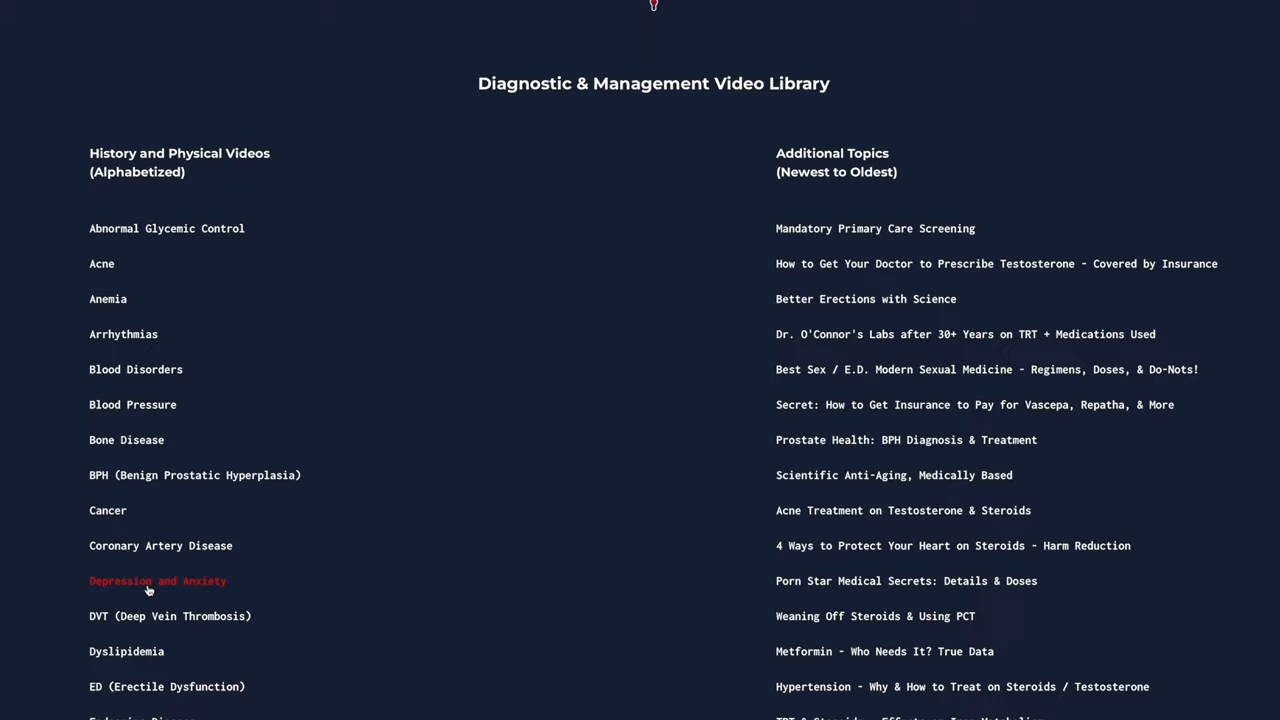 Diagnostic & Management Video Library
History and Physical Videos
(Alphabetized)
Abnormal Glycemic Control
Acne
Anemia
Arrhythmias
Blood Disorders
Blood Pressure
Bone Disease
BPH (Benign Prostatic Hyperplasia)
Cancer
Coronary Artery Disease
Depression and Anxiety
DVT (Deep Vein Thrombosis)
Dyslipidemia
ED (Erectile Dysfunction)
Additional Topics
(Newest to Oldest)
Mandatory Primary Care Screening
How to Get Your Doctor to Prescribe Testosterone - Covered by Insurance
Better Erections with Science
Dr. O'Connor's Labs after 30+ Years on TRT + Medications Used
Best Sex / E.D. Modern Sexual Medicine - Regimens, Doses, & Do-Nots!
Secret: How to Get Insurance to Pay for Vascepa, Repatha, & More
Prostate Health: BPH Diagnosis & Treatment
Scientific Anti-Aging, Medically Based
Acne Treatment on Testosterone & Steroids
4 Ways to Protect Your Heart on Steroids - Harm Reduction
Porn Star Medical Secrets: Details & Doses
Weaning Off Steroids & Using PCT
Metformin - Who Needs It? True Data
Hypertension - Why & How to Treat on Steroids / Testosterone